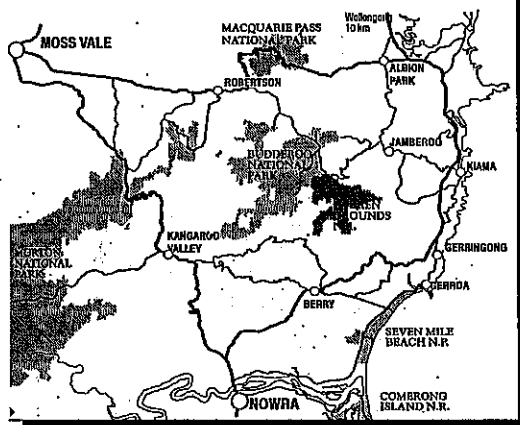 Wollongong
10 km
MACQUARIE PASS
NATIONAL PARK
MOSS VALE
ALBION
PARK
ROBERTSON
JAMBEROO
BUDDEROO
NATIONAL
PARK
KIAMA
KANGAROO
VALLEY
MORTON
NATIONAL
PARK
GERRINGONG
GERROA
BERRY
SEVEN MILE
BEACH N.P.
NOWRA
COMERONG
ISLAND N.R.